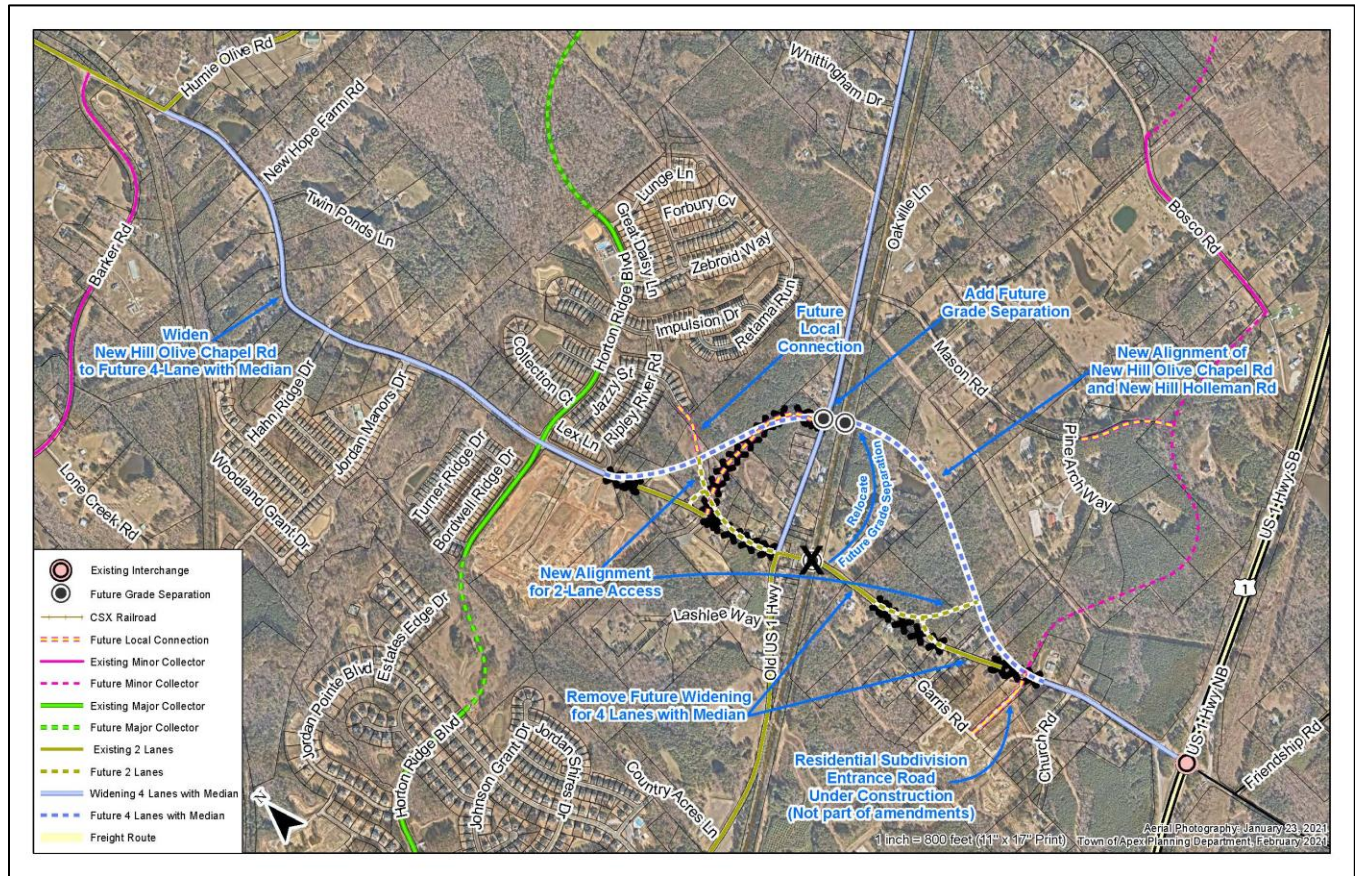 Humie Olive Rd
Whittingham Dr
New Hope Farm Rd
Twin Ponds Ln
Barker Rd
Lunge Ln
Forbury Cv
Great Daisy Ln
Zebroid Way
Horton Ridge Blvd
Oakville Ln
Bosco Rd
Impulsion Dr
Retama Run
Future
Local
Connection
Add Future
Grade Separation
Widen
New Hill Olive Chapel Rd
to Future 4-Lane with Median
Collection Ct
Jazzy St
Ripley River Rd
Lex Ln
Mason Rd
New Alignment of
New Hill Olive Chapel Rd
and New Hill Holleman Rd
Hahn Ridge Dr
Jordan Manors Dr
Woodland Grant Dr
Lone Creek Rd
Turner Ridge Dr
Bordwell Ridge Dr
Pine Arch Way
US 1 Hwy SB
Relocate
Future Grade Separation
X
1
New Alignment
for 2-Lane Access
Lashlee Way
Old US 1 Hwy
Estates Edge Dr
Jordan Pointe Blvd
Remove Future Widening
for 4 Lanes with Median
Garris Rd
Church Rd
US 1 Hwy NB
Friendship Rd
Horton Ridge Blvd
Johnson Grant Dr
Jordan Shires Dr
Country Acres Ln
Residential Subdivision
Entrance Road
Under Construction
(Not part of amendments)
Existing Interchange
Future Grade Separation
CSX Railroad
Future Local Connection
Existing Minor Collector
Future Minor Collector
Existing Major Collector
Future Major Collector
Existing 2 Lanes
Future 2 Lanes
Widening 4 Lanes with Median
Future 4 Lanes with Median
Freight Route
N
Aerial Photography: January 23, 2021
1 inch = 800 feet (11" x 17" Print)
Town of Apex Planning Department, February 2021